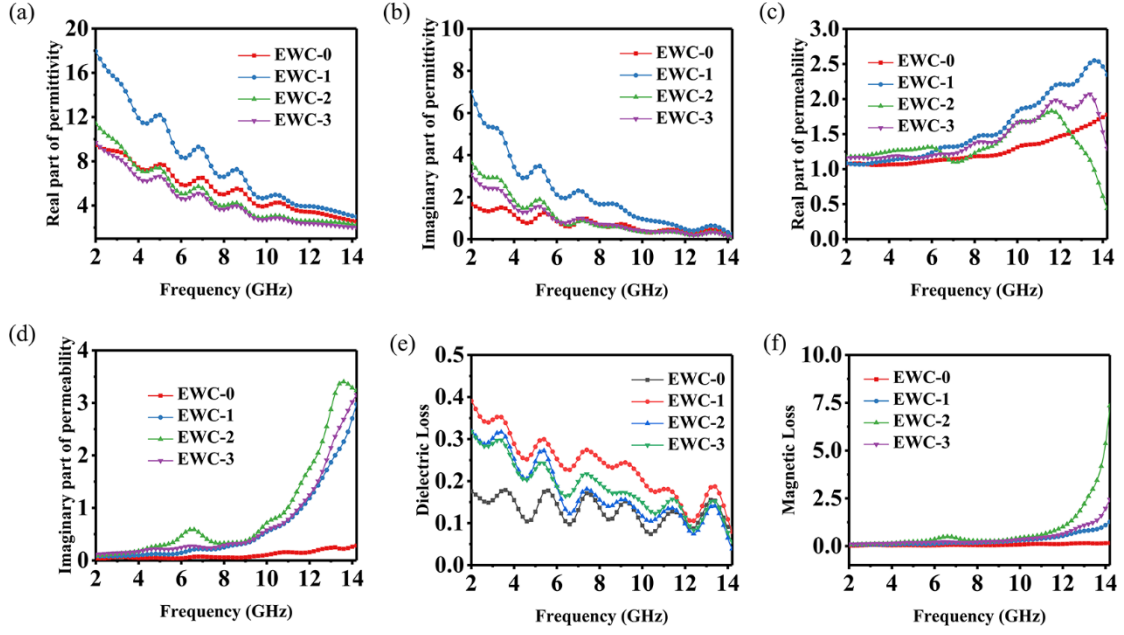 (a)
Real part of permittivity
20
16
12
8
4
2 4 6 8 10 12 14
Frequency (GHz)
EWC-0
EWC-1
EWC-2
EWC-3
(b)
Imaginary part of permittivity
10
8
6
4
2
0
2 4 6 8 10 12 14
Frequency (GHz)
EWC-0
EWC-1
EWC-2
EWC-3
(c)
Real part of permeability
3.0
2.5
2.0
1.5
1.0
0.5
0.0
2 4 6 8 10 12 14
Frequency (GHz)
EWC-0
EWC-1
EWC-2
EWC-3
(d)
Imaginary part of permeability
4
3
2
1
0
2 4 6 8 10 12 14
Frequency (GHz)
EWC-0
EWC-1
EWC-2
EWC-3
(e)
Dielectric Loss
0.5
0.4
0.3
0.2
0.1
0.0
2 4 6 8 10 12 14
Frequency (GHz)
EWC-0
EWC-1
EWC-2
EWC-3
(f)
Magnetic Loss
10.0
7.5
5.0
2.5
0.0
2 4 6 8 10 12 14
Frequency (GHz)
EWC-0
EWC-1
EWC-2
EWC-3